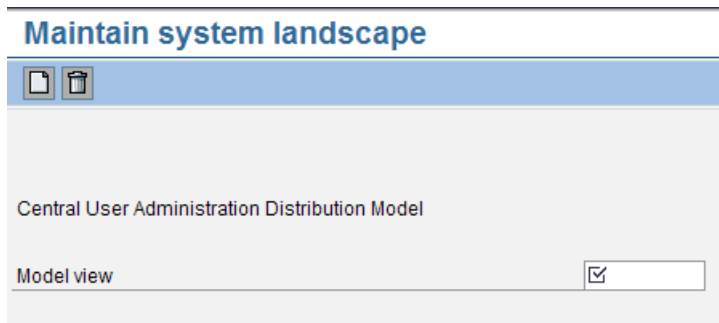 Maintain system landscape
Central User Administration Distribution Model
Model view